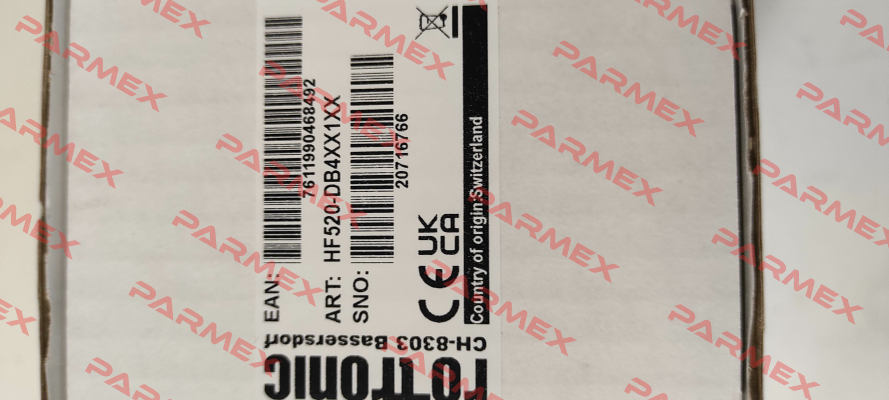 EAN:
7611990468492
ART: HF520-DB4XX1XX
SNO:
20716766
CE UK CA
Country of origin:Switzerland
rotronic
CH-8303 Bassersdorf
PARMEX